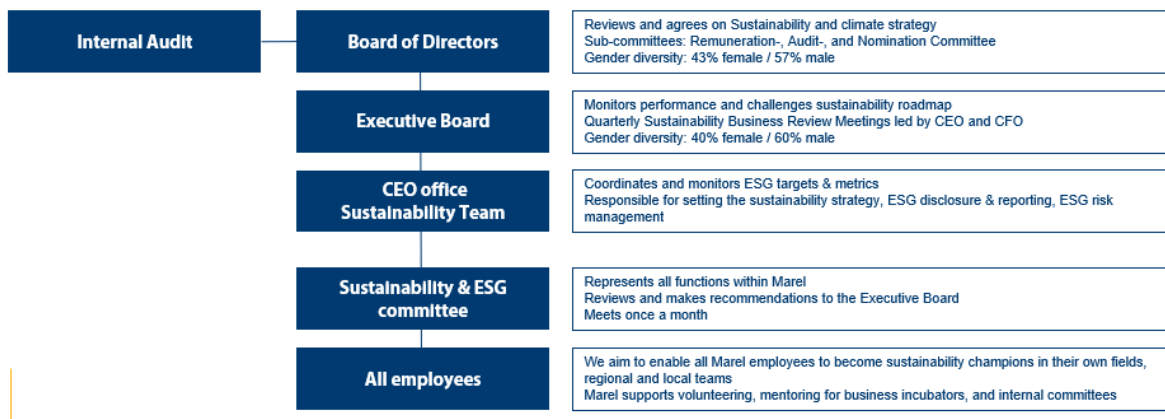 Internal Audit
Board of Directors
Reviews and agrees on Sustainability and climate strategy
Sub-committees: Remuneration-, Audit-, and Nomination Committee
Gender diversity: 43% female / 57% male
Executive Board
Monitors performance and challenges sustainability roadmap
Quarterly Sustainability Business Review Meetings led by CEO and CFO
Gender diversity: 40% female / 60% male
CEO office
Sustainability Team
Coordinates and monitors ESG targets & metrics
Responsible for setting the sustainability strategy, ESG disclosure & reporting, ESG risk
management
Sustainability & ESG
committee
Represents all functions within Marel
Reviews and makes recommendations to the Executive Board
Meets once a month
All employees
We aim to enable all Marel employees to become sustainability champions in their own fields,
regional and local teams
Marel supports volunteering, mentoring for business incubators, and internal committees